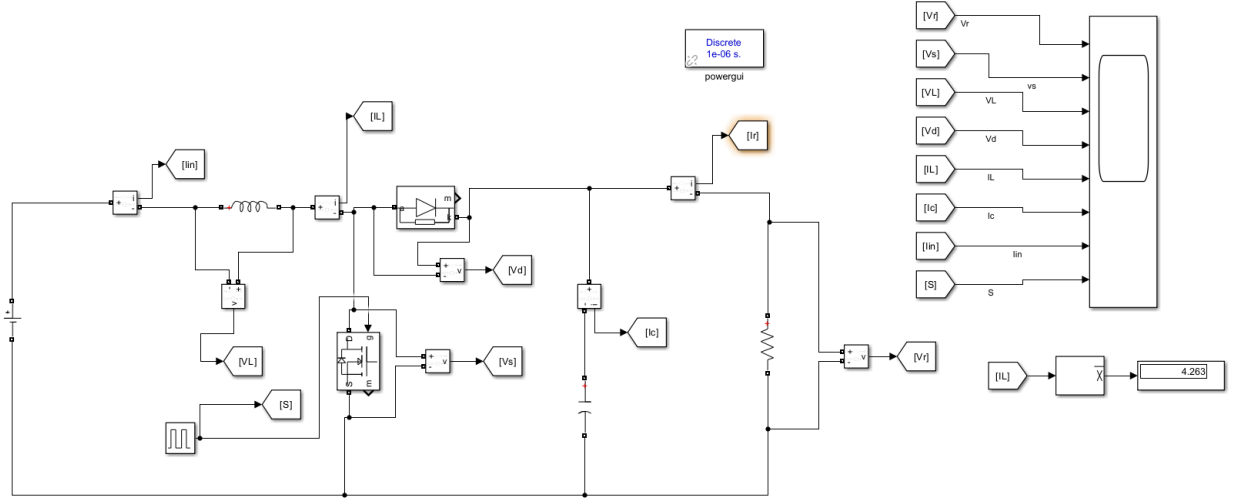 Discrete
1e-06 s.
powergui
[Vr]
Vr
[Vs]
vs
[VL]
VL
[Vd]
Vd
[IL]
IL
[Ic]
Ic
[Iin]
Iin
[S]
S
[IL]
[Ir]
[Iin]
i
+
-
i
+
-
i
+
-
m
a
k
+
-
v
[Vd]
+
-
v
[VL]
+
-
i
[Ic]
D
g
S
m
+
-
v
[Vs]
[S]
+
+
-
v
[Vr]
[IL]
X
4.263